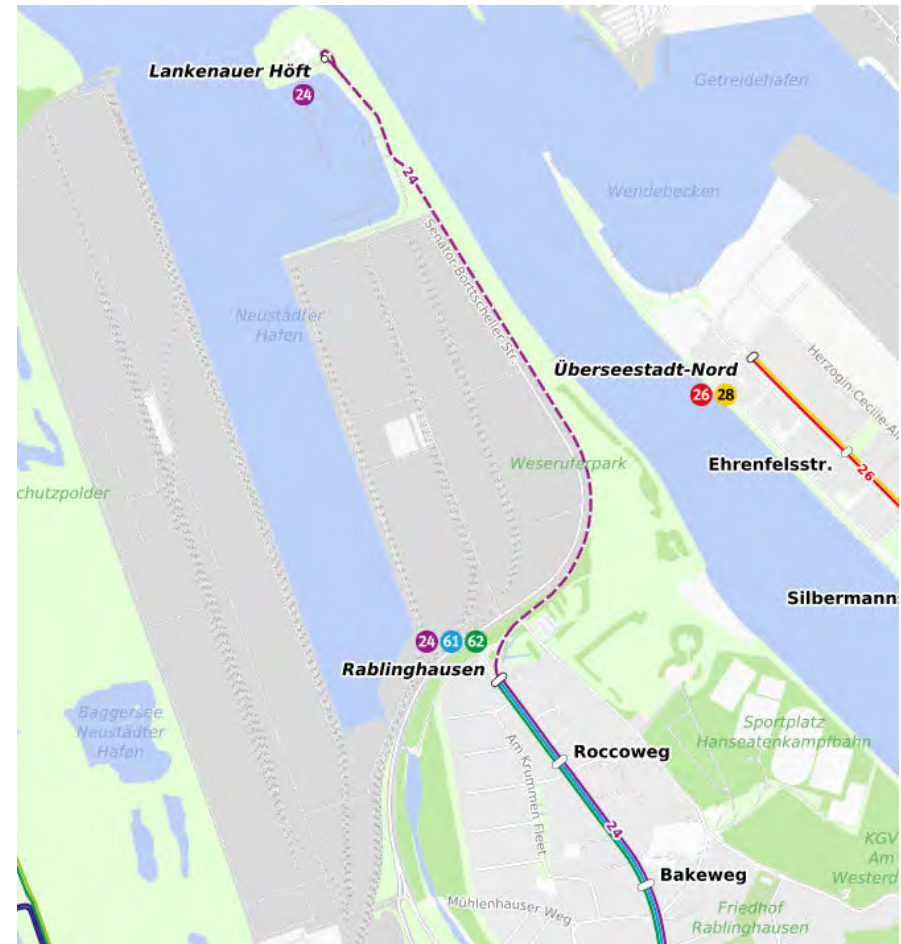 Lankenauer Höft
24
Getreidehafen
24
Wendebecken
Senator-Borttscheller-Str.
Neustädter
Hafen
Überseestadt-Nord
26 28
Herzogin-Cecilie-Al
Ehrenfelsstr.
26
Weseruferpark
chutzpolder
Silbermanns
24 61 62
Rablinghausen
Baggersee
Neustädter
Hafen
Sportplatz
Hanseatenkampfbahn
Roccoweg
Am Krummen Fleet
24
KGV
Am
Westerd
Bakeweg
Mühlenhauser Weg
Friedhof
Rablinghausen